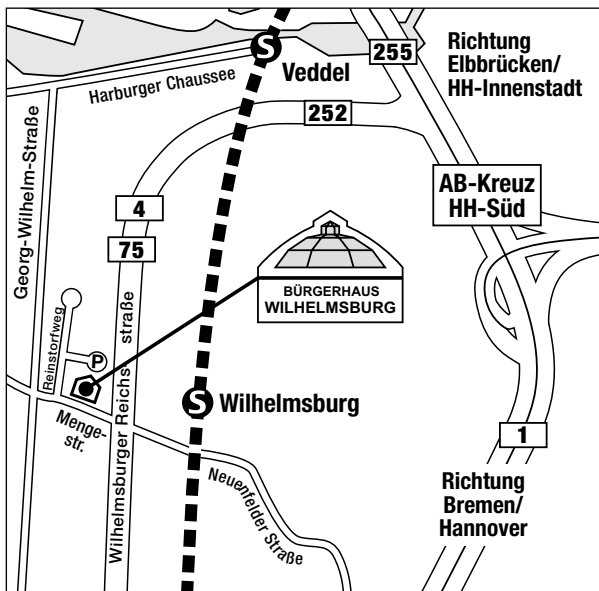 S
Veddel
255
Richtung
Elbbrücken/
HH-Innenstadt
Harburger Chaussee
252
Georg-Wilhelm-Straße
4
75
AB-Kreuz
HH-Süd
BÜRGERHAUS
WILHELMSBURG
Reinstorfweg
P
Wilhelmsburger Reichsstraße
S
Wilhelmsburg
Menge-
str.
Neuenfelder Straße
1
Richtung
Bremen/
Hannover